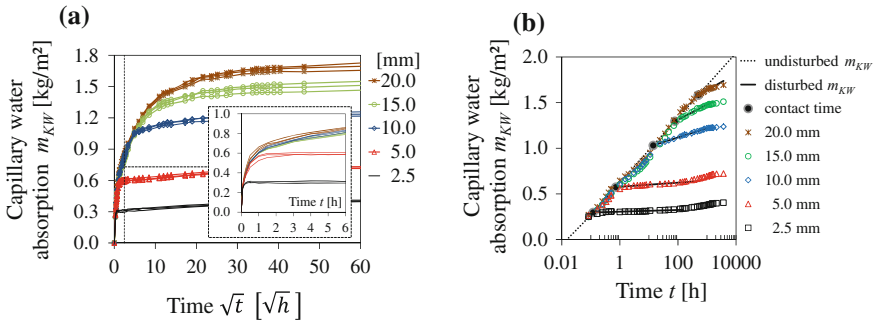 (a)
Capillary water
absorption m_KW [kg/m²]
1.8
1.5
1.2
0.9
0.6
0.3
0.0
0 10 20 30 40 50 60
Time √t [√h]
[mm]
20.0
15.0
10.0
5.0
2.5
1.0
0.8
0.6
0.4
0.2
0.0
Time t [h]
0 1 2 3 4 5 6
(b)
Capillary water
absorption m_KW [kg/m²]
2.0
1.5
1.0
0.5
0.0
0.01 1 100 10000
Time t [h]
undisturbed m_KW
disturbed m_KW
contact time
20.0 mm
15.0 mm
10.0 mm
5.0 mm
2.5 mm